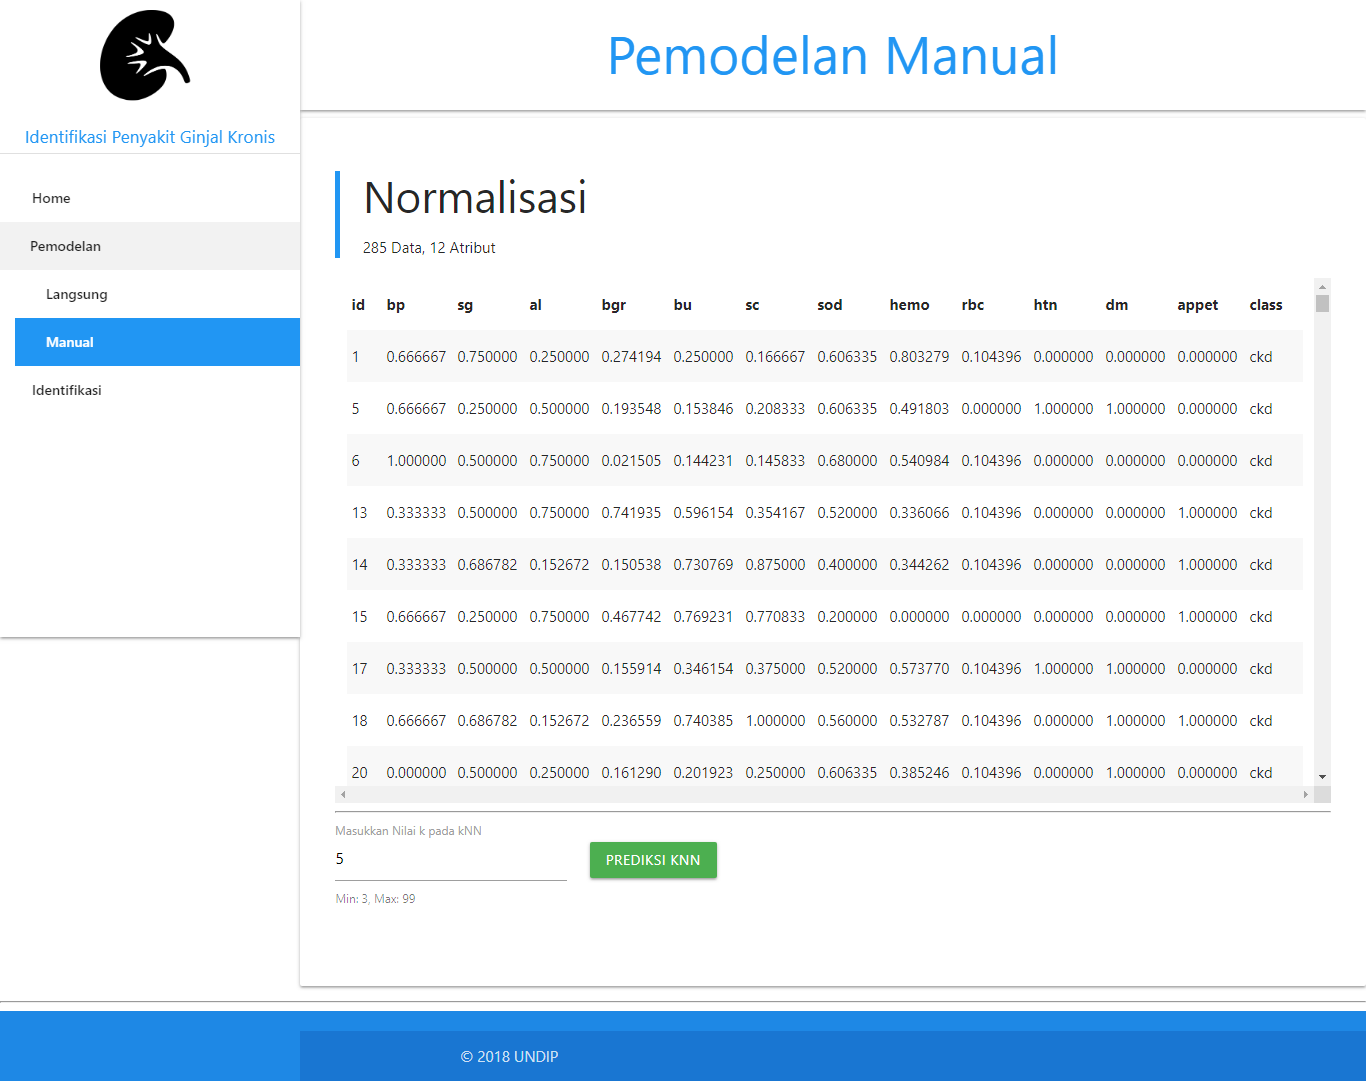 Identifikasi Penyakit Ginjal Kronis
Home
Pemodelan
Langsung
Manual
Identifikasi
Pemodelan Manual
Normalisasi
285 Data, 12 Atribut
id bp sg al bgr bu sc sod hemo rbc htn dm appet class
1 0.666667 0.750000 0.250000 0.274194 0.250000 0.166667 0.606335 0.803279 0.104396 0.000000 0.000000 0.000000 ckd
5 0.666667 0.250000 0.500000 0.193548 0.153846 0.208333 0.606335 0.491803 0.000000 1.000000 1.000000 0.000000 ckd
6 1.000000 0.500000 0.750000 0.021505 0.144231 0.145833 0.680000 0.540984 0.104396 0.000000 0.000000 0.000000 ckd
13 0.333333 0.500000 0.750000 0.741935 0.596154 0.354167 0.520000 0.336066 0.104396 0.000000 0.000000 1.000000 ckd
14 0.333333 0.686782 0.152672 0.150538 0.730769 0.875000 0.400000 0.344262 0.104396 0.000000 0.000000 1.000000 ckd
15 0.666667 0.250000 0.750000 0.467742 0.769231 0.770833 0.200000 0.000000 0.000000 0.000000 0.000000 1.000000 ckd
17 0.333333 0.500000 0.500000 0.155914 0.346154 0.375000 0.520000 0.573770 0.104396 1.000000 1.000000 0.000000 ckd
18 0.666667 0.686782 0.152672 0.236559 0.740385 1.000000 0.560000 0.532787 0.104396 0.000000 1.000000 1.000000 ckd
20 0.000000 0.500000 0.250000 0.161290 0.201923 0.250000 0.606335 0.385246 0.104396 0.000000 1.000000 0.000000 ckd
Masukkan Nilai k pada kNN
5
PREDIKSI KNN
Min: 3, Max: 99
© 2018 UNDIP